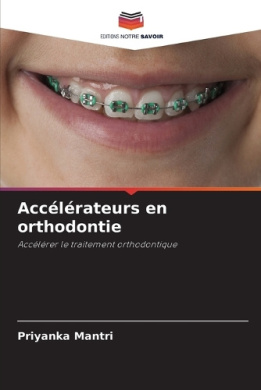 EDITIONS NOTRE SAVOIR
Accélérateurs en
orthodontie
Accélérer le traitement orthodontique
Priyanka Mantri